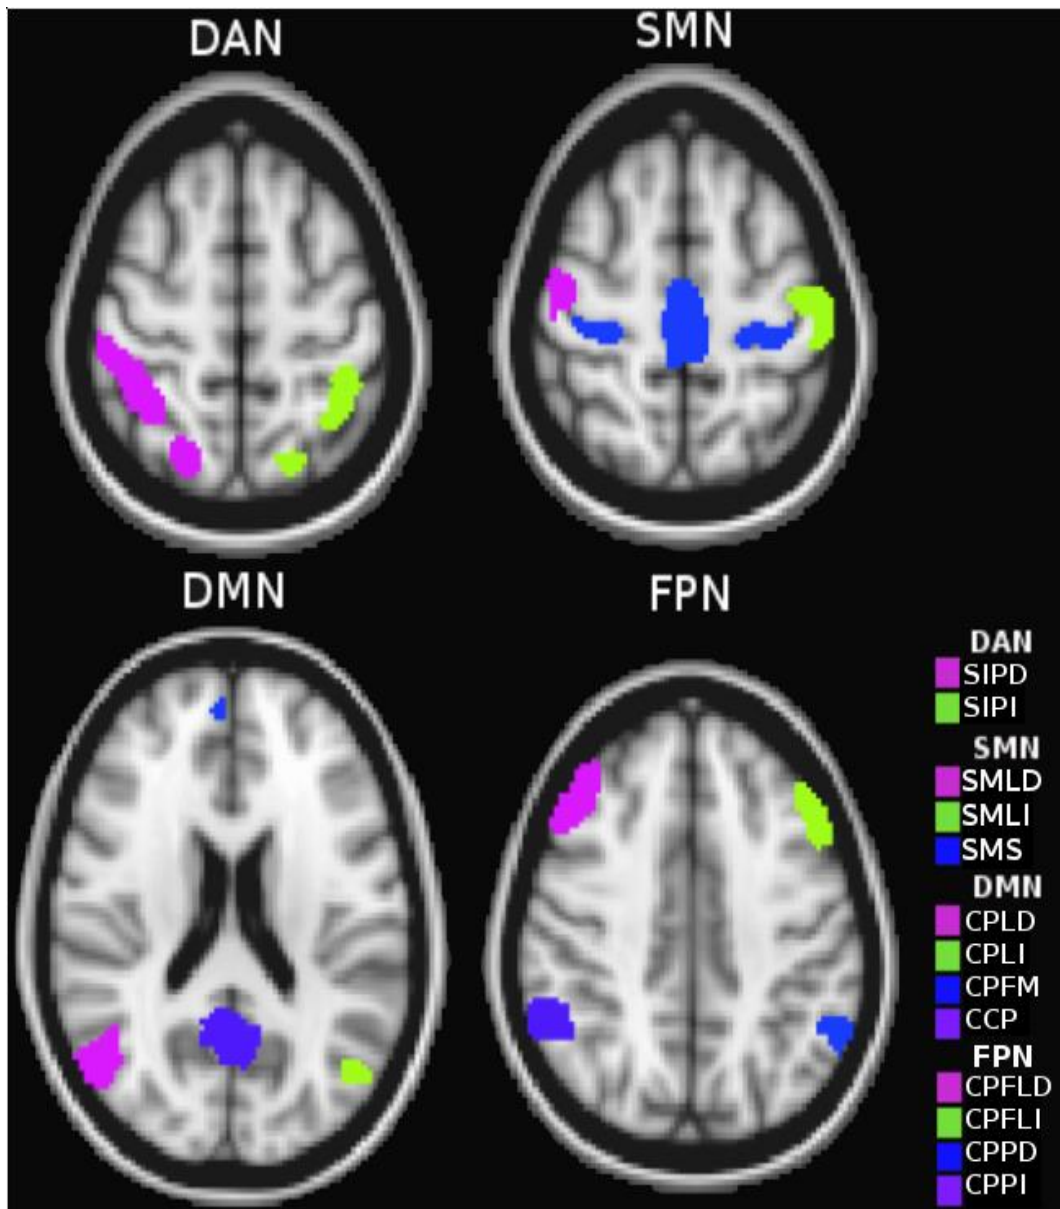 DAN
SMN
DMN
FPN
DAN
SIPD
SIPI
SMN
SMLD
SMLI
SMS
DMN
CPLD
CPLI
CPFM
CCP
FPN
CPFLD
CPFLI
CPPD
CPPI